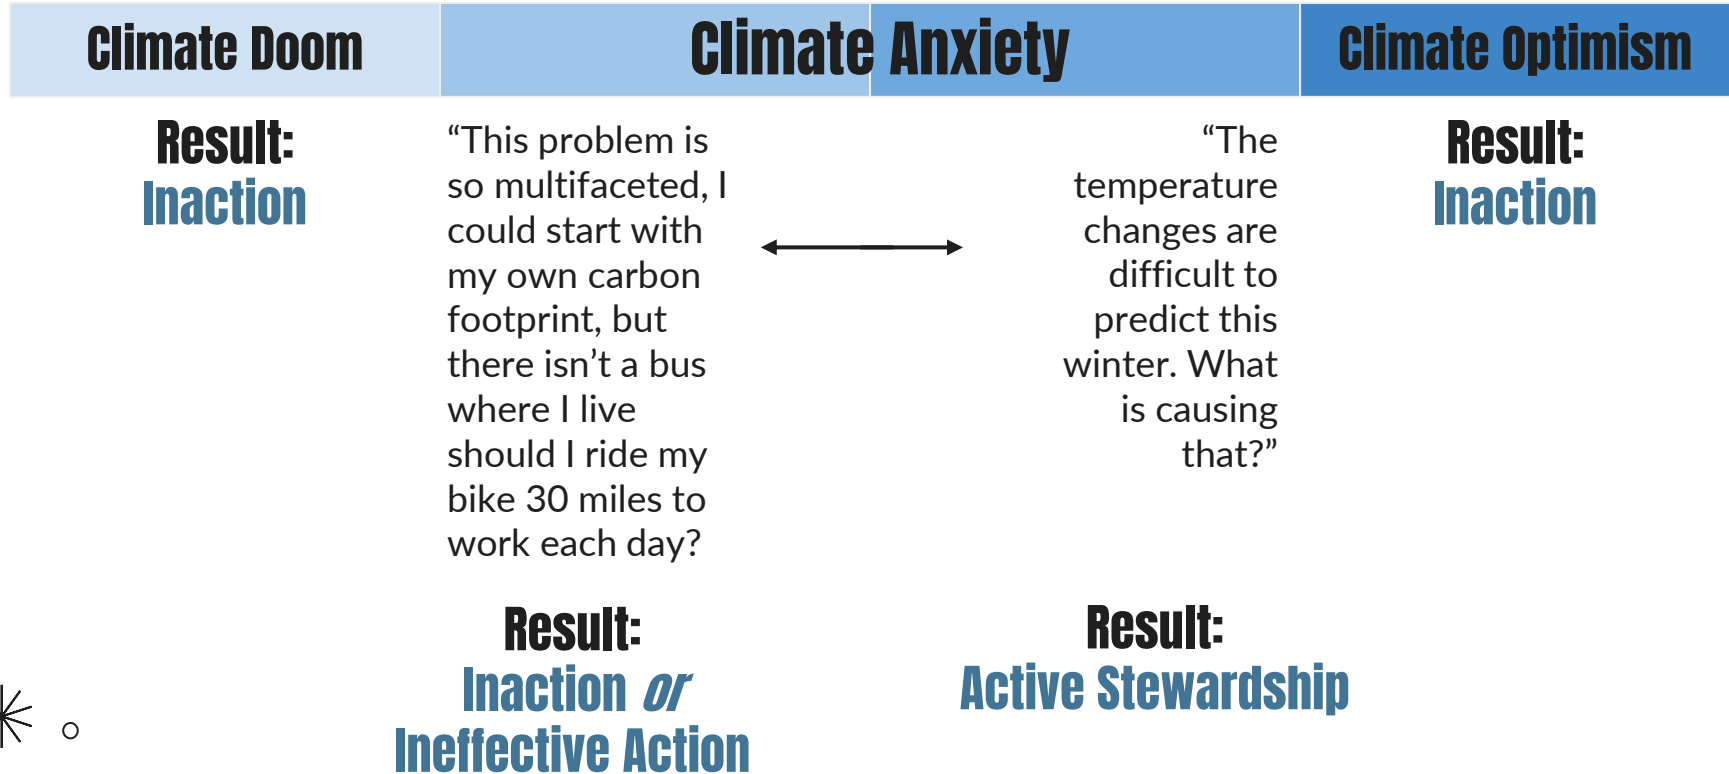 Climate Doom
Climate Anxiety
Climate Optimism
Result:
Inaction
“This problem is
so multifaceted, I
could start with
my own carbon
footprint, but
there isn’t a bus
where I live
should I ride my
bike 30 miles to
work each day?
Result:
Inaction or
Ineffective Action
“The
temperature
changes are
difficult to
predict this
winter. What
is causing
that?”
Result:
Active Stewardship
Result:
Inaction